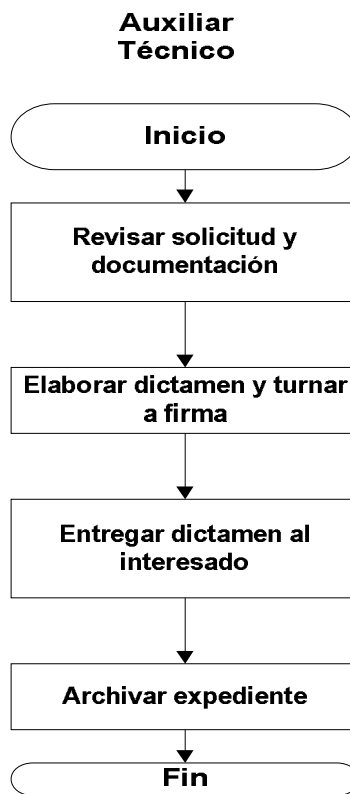 Auxiliar
Técnico
Inicio
Revisar solicitud y
documentación
Elaborar dictamen y turnar
a firma
Entregar dictamen al
interesado
Archivar expediente
Fin